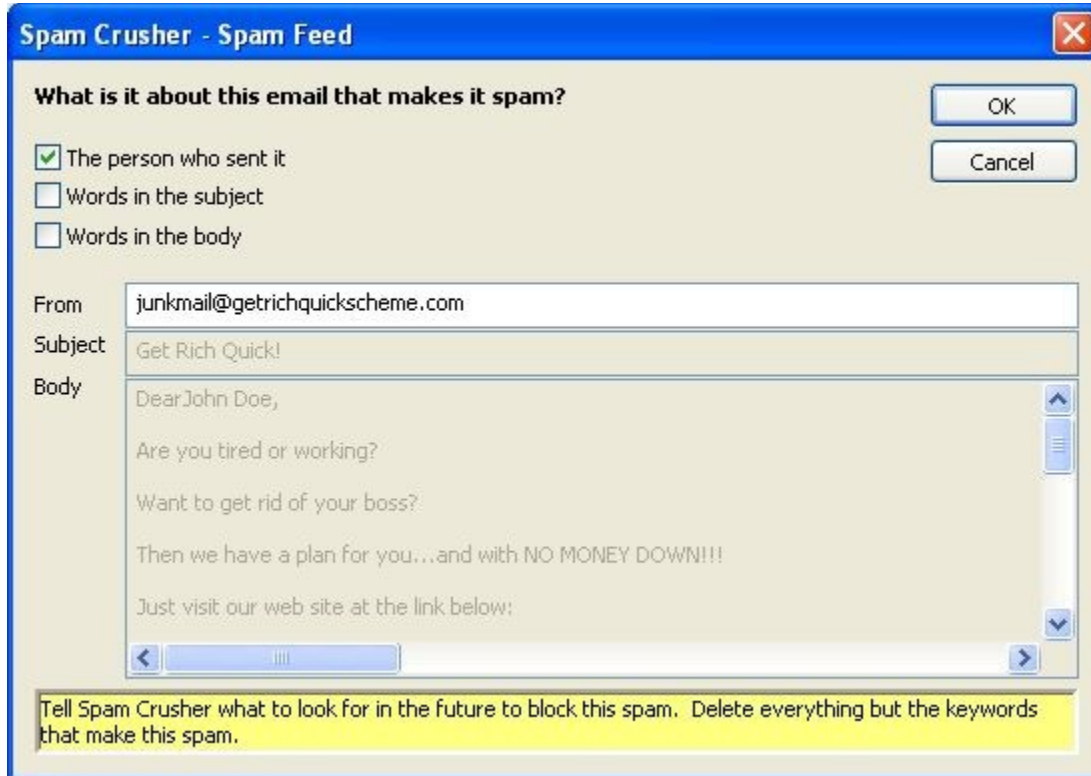 Spam Crusher - Spam Feed
What is it about this email that makes it spam?
OK
The person who sent it
Cancel
Words in the subject
Words in the body
From junkmail@getrichquickscheme.com
Subject Get Rich Quick!
Body DearJohn Doe,
Are you tired or working?
Want to get rid of your boss?
Then we have a plan for you...and with NO MONEY DOWN!!!
Just visit our web site at the link below:
Tell Spam Crusher what to look for in the future to block this spam.  Delete everything but the keywords
that make this spam.